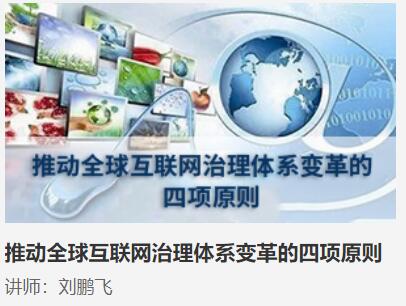 推动全球互联网治理体系变革的
四项原则
推动全球互联网治理体系变革的四项原则
讲师：刘鹏飞